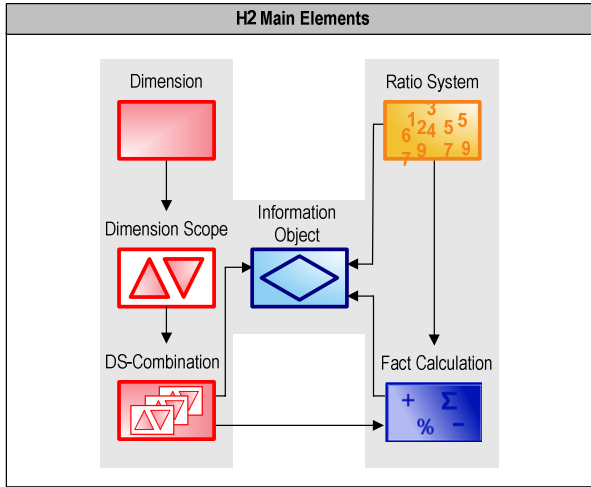 H2 Main Elements
Dimension
Ratio System
3
1
2
4
5
5
6
7
9
7
9
Information
Object
Dimension Scope
DS-Combination
Fact Calculation
+ Σ
% −